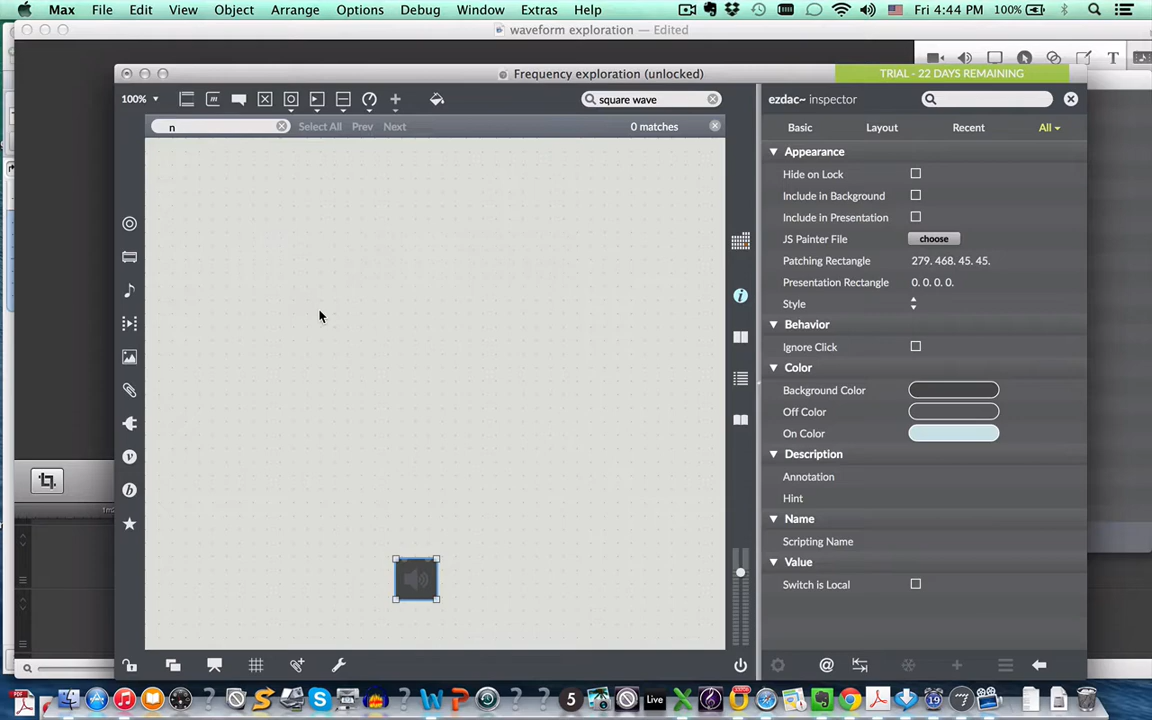 Max File Edit View Object Arrange Options Debug Window Extras Help Fri 4:44 PM 100%
waveform exploration — Edited
Frequency exploration (unlocked) TRIAL - 22 DAYS REMAINING
100% square wave ezdac~ inspector
n Select All Prev Next 0 matches
Basic Layout Recent All
Appearance
Hide on Lock
Include in Background
Include in Presentation
JS Painter File choose
Patching Rectangle 279. 468. 45. 45.
Presentation Rectangle 0. 0. 0. 0.
Style
Behavior
Ignore Click
Color
Background Color
Off Color
On Color
Description
Annotation
Hint
Name
Scripting Name
Value
Switch is Local
5 Live